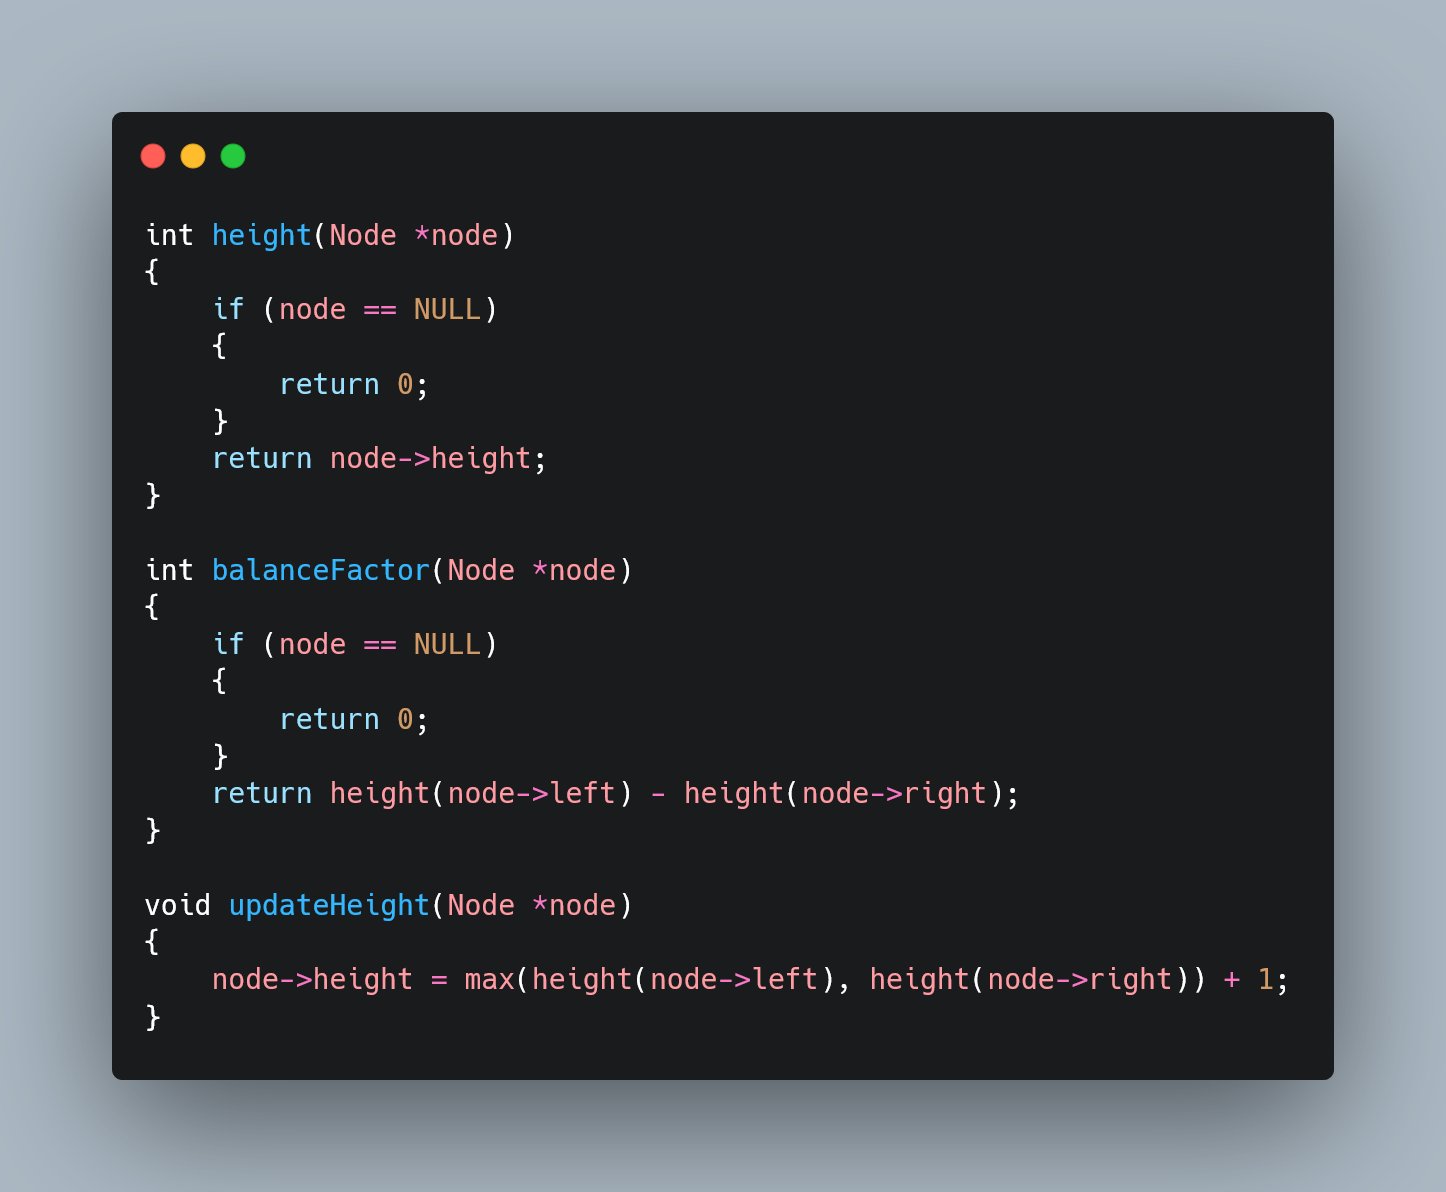 int height(Node *node)
{
    if (node == NULL)
    {
        return 0;
    }
    return node->height;
}

int balanceFactor(Node *node)
{
    if (node == NULL)
    {
        return 0;
    }
    return height(node->left) - height(node->right);
}

void updateHeight(Node *node)
{
    node->height = max(height(node->left), height(node->right)) + 1;
}